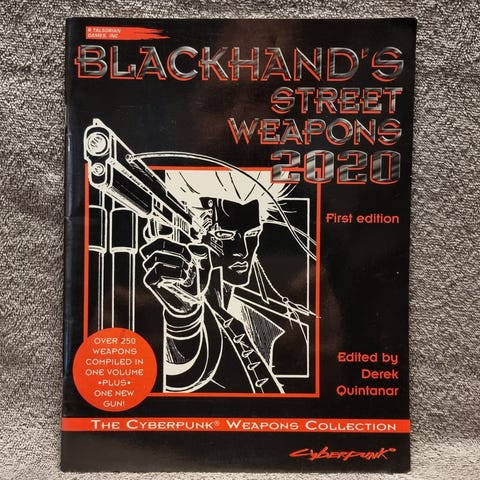 R.TALSORIAN
GAMES, INC
BLACKHAND'S
STREET
WEAPONS
2020
First edition
OVER 250
WEAPONS
COMPILED IN
ONE VOLUME
•PLUS•
ONE NEW
GUN!
Edited by
Derek
Quintanar
THE CYBERPUNK® WEAPONS COLLECTION
CYBERPUNK®